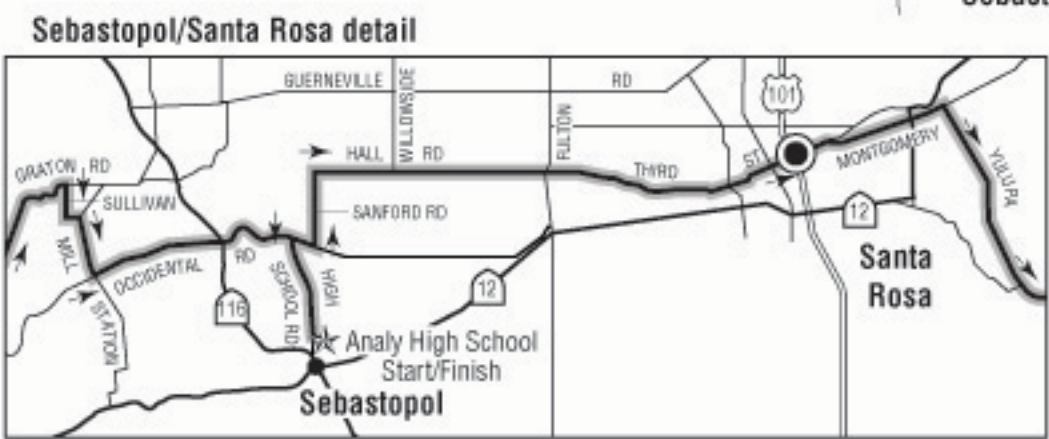 Sebast
Sebastopol/Santa Rosa detail
GUERNEVILLE RD
WILLOWSIDE
FULTON
101
HALL RD
THIRD ST
MONTGOMERY
YULUPA
GRATON RD
SULLIVAN
SANFORD RD
12
Santa
Rosa
MILL
STATION
OCCIDENTAL RD
HIGH
SCHOOL RD
116
12
Analy High School
Start/Finish
Sebastopol